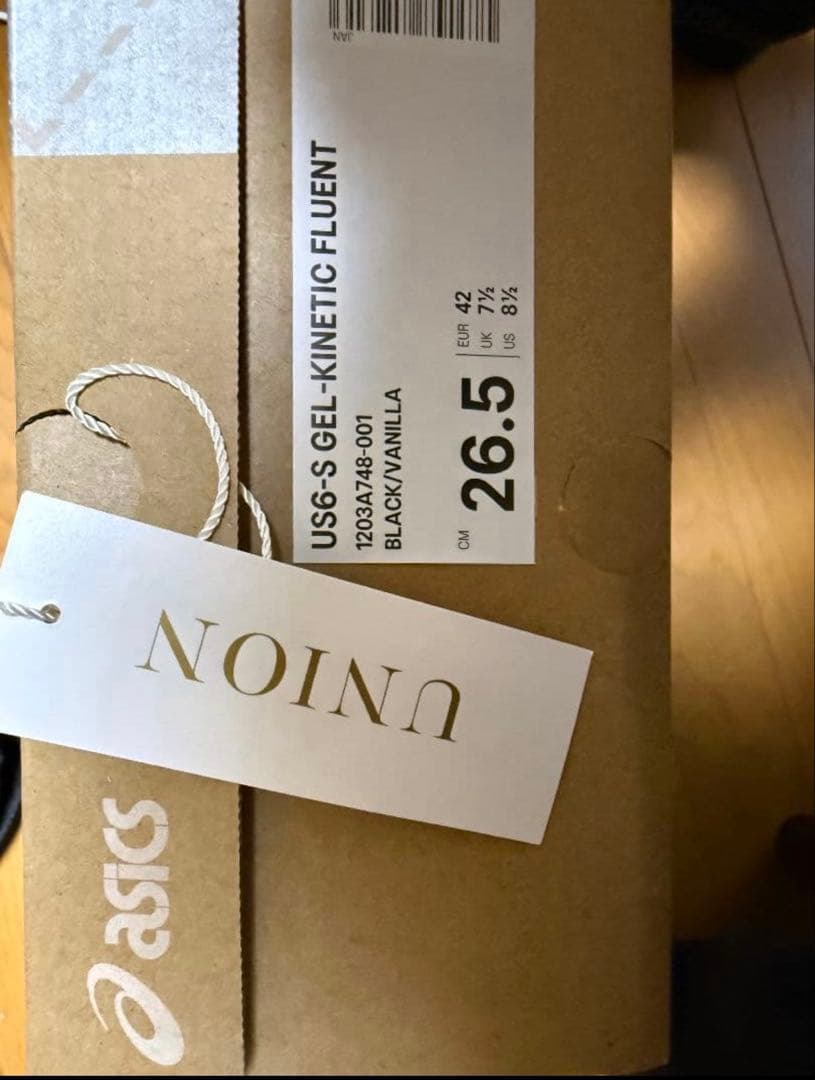 JAN
US6-S GEL-KINETIC FLUENT
1203A748-001
BLACK/VANILLA
CM 26.5
EUR 42
UK 7½
US 8½
UNION
asics